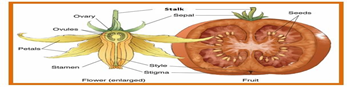 Stalk
Ovary
Sepal
Seeds
Ovules
Petals
Stamen
Style
Stigma
Flower (enlarged)
Fruit